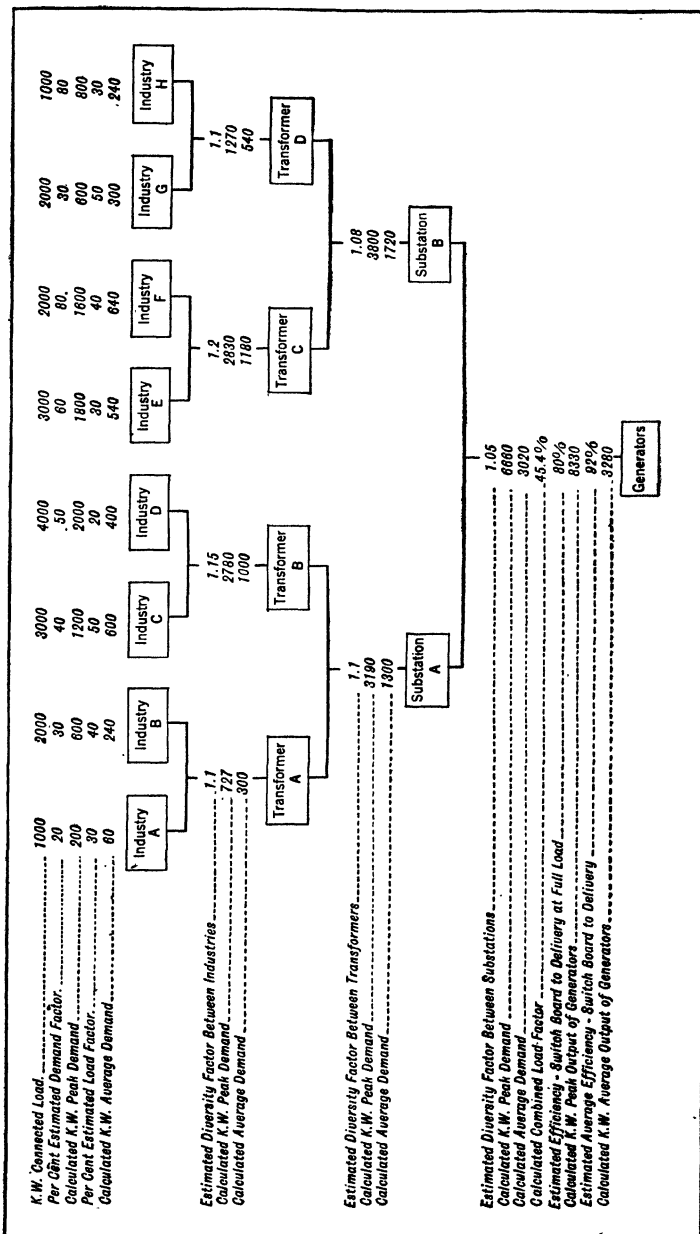 K.W. Connected Load 1000 2000 3000 4000 3000 2000 2000 1000
Per Cent Estimated Demand Factor 20 30 40 .50 60 80. 30. 80
Calculated K.W. Peak Demand 200 600 1200 2000 1800 1600 600 800
Per Cent Estimated Load Factor 30 40 50 20 30 40 50 30
Calculated K.W. Average Demand 60 240 600 400 540 640 300 .240
Industry A
Industry B
Industry C
Industry D
Industry E
Industry F
Industry G
Industry H
Estimated Diversity Factor Between Industries 1.1 1.15 1.2 1.1
Calculated K.W. Peak Demand 727 2780 2830 1270
Calculated Average Demand 300 1000 1180 540
Transformer A
Transformer B
Transformer C
Transformer D
Estimated Diversity Factor Between Transformers 1.1 1.08
Calculated K.W. Peak Demand 3190 3800
Calculated Average Demand 1300 1720
Substation A
Substation B
Estimated Diversity Factor Between Substations 1.05
Calculated K.W. Peak Demand 6660
Calculated Average Demand 3020
Calculated Combined Load Factor 45.4%
Estimated Efficiency - Switch Board to Delivery at Full Load 80%
Calculated K.W. Peak Output of Generators 8330
Estimated Average Efficiency - Switch Board to Delivery 92%
Calculated K.W. Average Output of Generators 3280
Generators